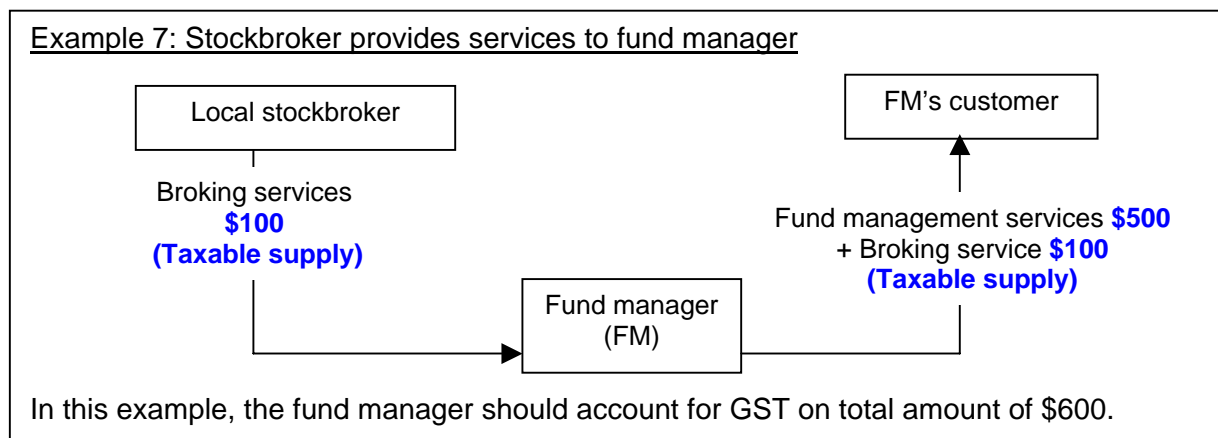 Example 7: Stockbroker provides services to fund manager
Local stockbroker
FM's customer
Broking services
$100
(Taxable supply)
Fund management services $500
+ Broking service $100
(Taxable supply)
Fund manager
(FM)
In this example, the fund manager should account for GST on total amount of $600.